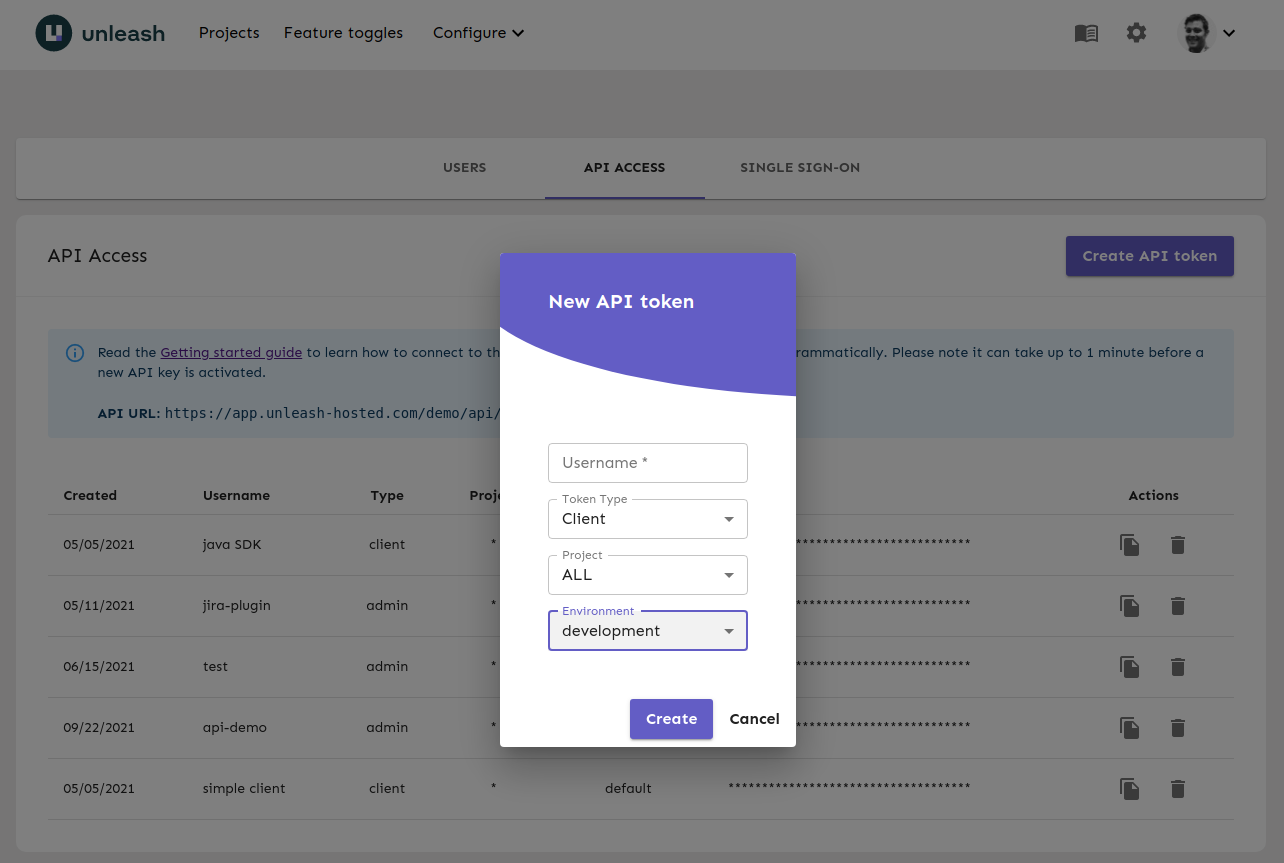 unleash
Projects
Feature toggles
Configure
USERS
API ACCESS
SINGLE SIGN-ON
API Access
Create API token
Read the Getting started guide to learn how to connect to th
rammatically. Please note it can take up to 1 minute before a
new API key is activated.
API URL: https://app.unleash-hosted.com/demo/api/
New API token
Username *
Token Type
Client
Project
ALL
Environment
development
Create
Cancel
Created Username Type Proje Actions
05/05/2021 java SDK client * *****************************
05/11/2021 jira-plugin admin * *****************************
06/15/2021 test admin * *****************************
09/22/2021 api-demo admin * *****************************
05/05/2021 simple client client * default ************************************